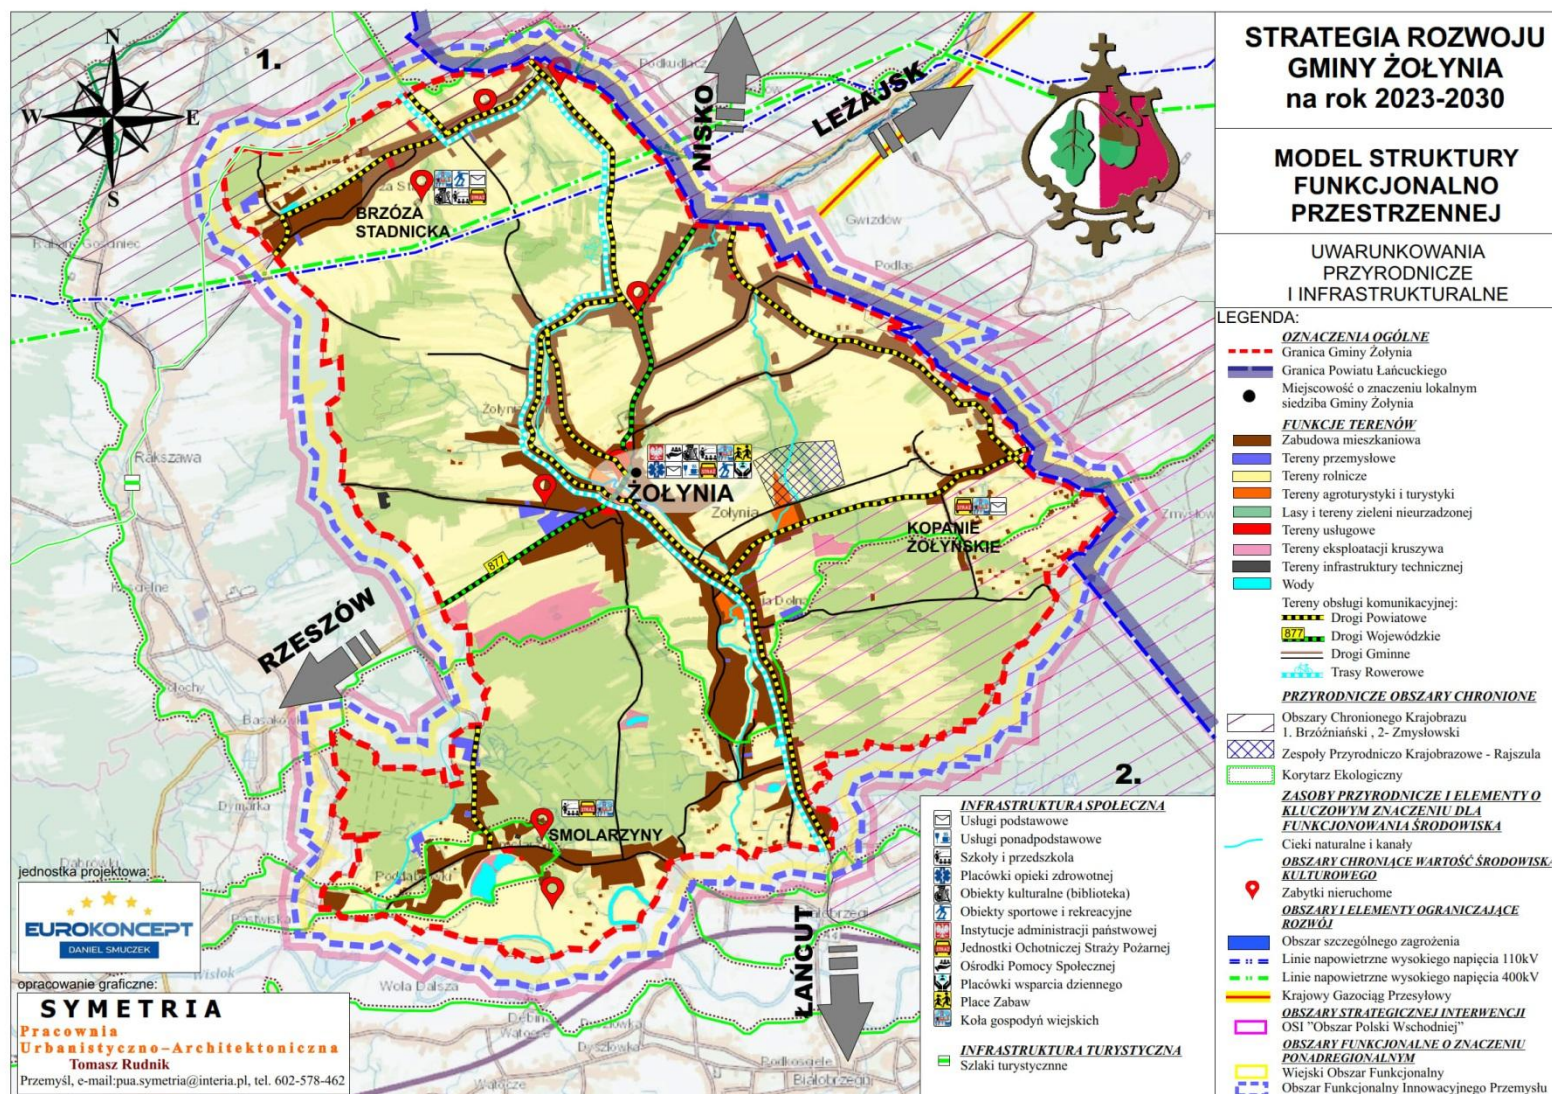 STRATEGIA ROZWOJU
GMINY ŻOŁYNIA
na rok 2023-2030
MODEL STRUKTURY
FUNKCJONALNO
PRZESTRZENNEJ
UWARUNKOWANIA
PRZYRODNICZE
I INFRASTRUKTURALNE
LEGENDA:
OZNACZENIA OGÓLNE
Granica Gminy Żołynia
Granica Powiatu Łańcuckiego
Miejscowość o znaczeniu lokalnym
siedziba Gminy Żołynia
FUNKCJE TERENÓW
Zabudowa mieszkaniowa
Tereny przemysłowe
Tereny rolnicze
Tereny agroturystyki i turystyki
Lasy i tereny zieleni nieurzadzonej
Tereny usługowe
Tereny eksploatacji kruszywa
Tereny infrastruktury technicznej
Wody
Tereny obsługi komunikacyjnej:
Drogi Powiatowe
877 Drogi Wojewódzkie
Drogi Gminne
Trasy Rowerowe
PRZYRODNICZE OBSZARY CHRONIONE
Obszary Chronionego Krajobrazu
1. Brzóźniański , 2- Zmysłowski
Zespoły Przyrodniczo Krajobrazowe - Rajszula
Korytarz Ekologiczny
ZASOBY PRZYRODNICZE I ELEMENTY O
KLUCZOWYM ZNACZENIU DLA
FUNKCJONOWANIA ŚRODOWISKA
Cieki naturalne i kanały
OBSZARY CHRONIĄCE WARTOŚĆ ŚRODOWISKA
KULTUROWEGO
Zabytki nieruchome
OBSZARY I ELEMENTY OGRANICZAJĄCE
ROZWÓJ
Obszar szczególnego zagrożenia
Linie napowietrzne wysokiego napięcia 110kV
Linie napowietrzne wysokiego napięcia 400kV
Krajowy Gazociąg Przesyłowy
OBSZARY STRATEGICZNEJ INTERWENCJI
OSI "Obszar Polski Wschodniej"
OBSZARY FUNKCJONALNE O ZNACZENIU
PONADREGIONALNYM
Wiejski Obszar Funkcjonalny
Obszar Funkcjonalny Innowacyjnego Przemysłu
INFRASTRUKTURA SPOŁECZNA
Usługi podstawowe
Usługi ponadpodstawowe
Szkoły i przedszkola
Placówki opieki zdrowotnej
Obiekty kulturalne (biblioteka)
Obiekty sportowe i rekreacyjne
Instytucje administracji państwowej
Jednostki Ochotniczej Straży Pożarnej
Ośrodki Pomocy Społecznej
Placówki wsparcia dziennego
Place Zabaw
Koła gospodyń wiejskich
INFRASTRUKTURA TURYSTYCZNA
Szlaki turystycznne
N
W
E
S
1.
2.
NISKO
LEŻAJSK
RZESZÓW
ŁAŃCUT
BRZÓZA
STADNICKA
ŻOŁYNIA
KOPANIE
ŻOŁYŃSKIE
SMOLARZYNY
877
Podkudłacz
Gwizdów
Podlas
Rakszawa
Żołynia
Basakówka
Dymarka
Wola Dalsza
Wisłok
Dyszlówka
Rodkościele
Białobrzegi
jednostka projektowa:
EUROKONCEPT
DANIEL SMUCZEK
opracowanie graficzne:
SYMETRIA
Pracownia
Urbanistyczno-Architektoniczna
Tomasz Rudnik
Przemyśl, e-mail:pua.symetria@interia.pl, tel. 602-578-462